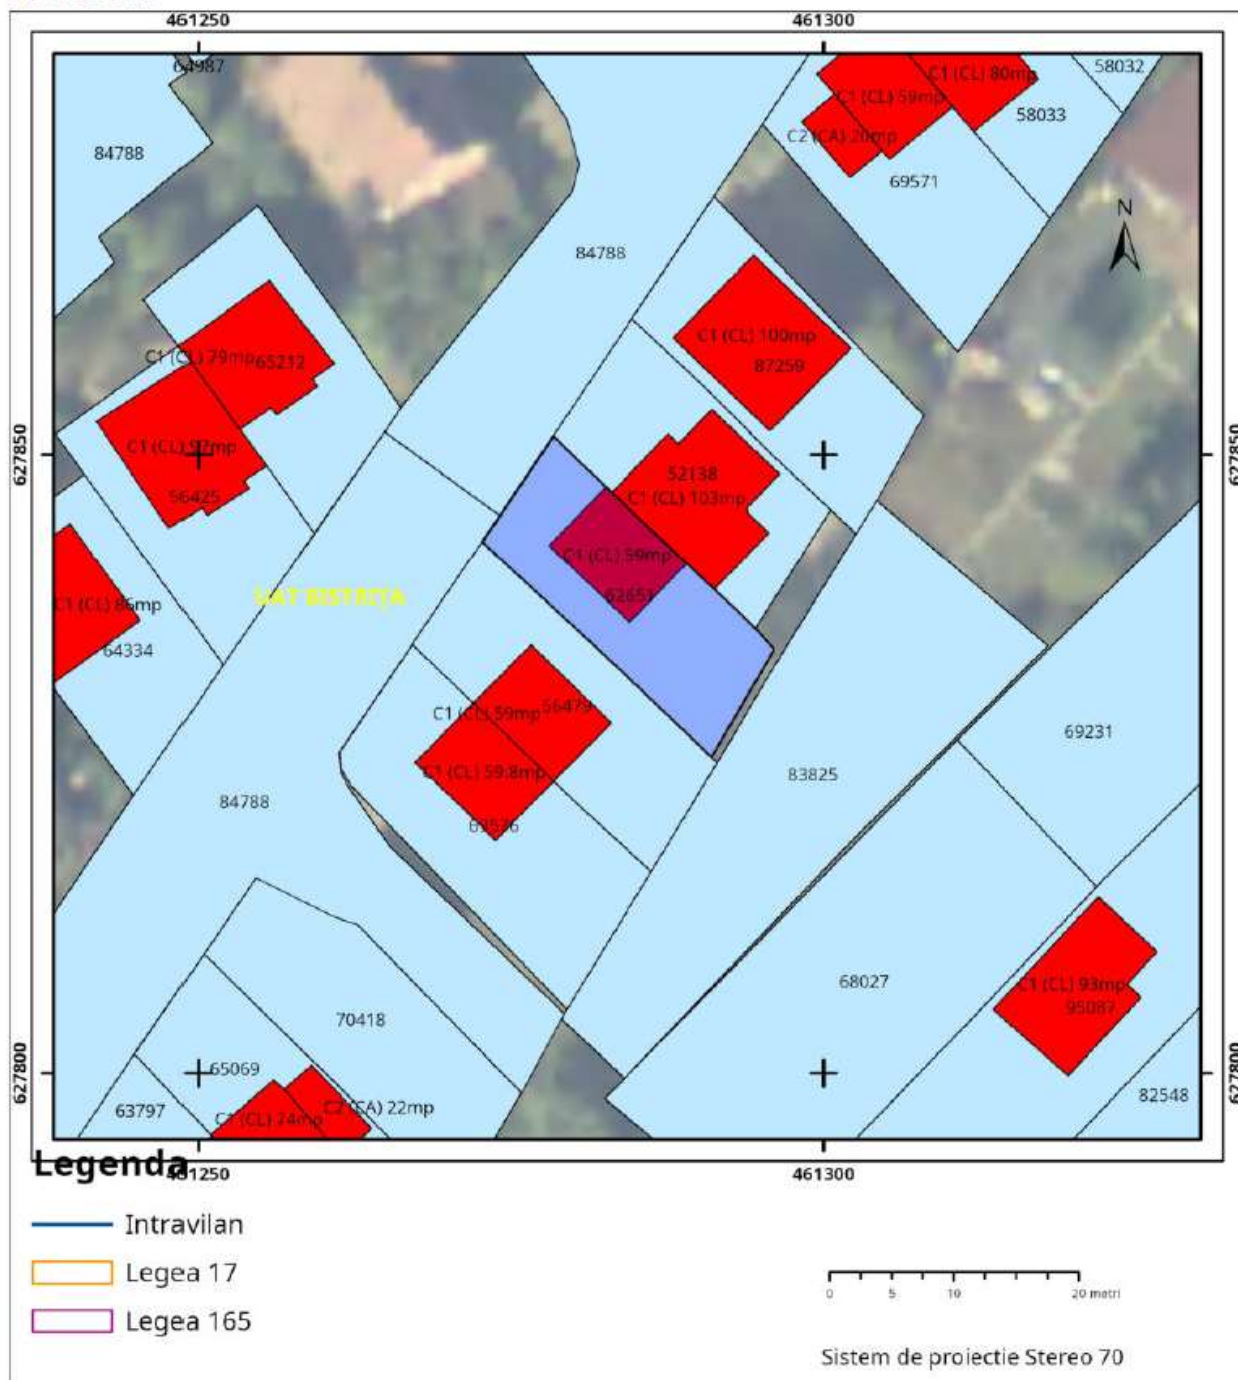 461250
461300
64987
C1 (CL) 80mp
58032
C1 (CL) 59mp
58033
C2 (CA) 20mp
84788
69571
N
84788
C1 (CL) 100mp
C1 (CL) 79mp
65212
87259
627850
627850
C1 (CL) 97mp
52138
56425
C1 (CL) 103mp
C1 (CL) 59mp
62651
UAT BISTRIȚA
C1 (CL) 86mp
64334
C1 (CL) 59mp
56479
69231
C1 (CL) 59.8mp
83825
84788
C1 (CL) 93mp
68027
95087
70418
65069
627800
627800
82548
63797
C2 (CA) 22mp
C1 (CL) 74mp
Legenda
461250
461300
Intravilan
Legea 17
Legea 165
0 5 10 20 metri
Sistem de proiectie Stereo 70